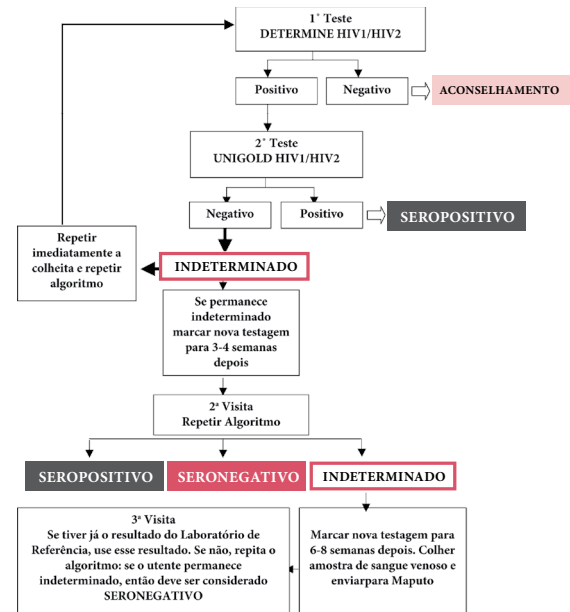 1˚ Teste
DETERMINE HIV1/HIV2
Positivo
Negativo
ACONSELHAMENTO
2˚ Teste
UNIGOLD HIV1/HIV2
Negativo
Positivo
SEROPOSITIVO
Repetir
imediatamente a
colheita e repetir
algoritmo
INDETERMINADO
Se permanece
indeterminado
marcar nova testagem
para 3-4 semanas
depois
2ª Visita
Repetir Algoritmo
SEROPOSITIVO
SERONEGATIVO
INDETERMINADO
3ª Visita
Se tiver já o resultado do Laboratório de
Referência, use esse resultado. Se não, repita o
algoritmo: se o utente permanece
indeterminado, então deve ser considerado
SERONEGATIVO
Marcar nova testagem para
6-8 semanas depois. Colher
amostra de sangue venoso e
enviarpara Maputo